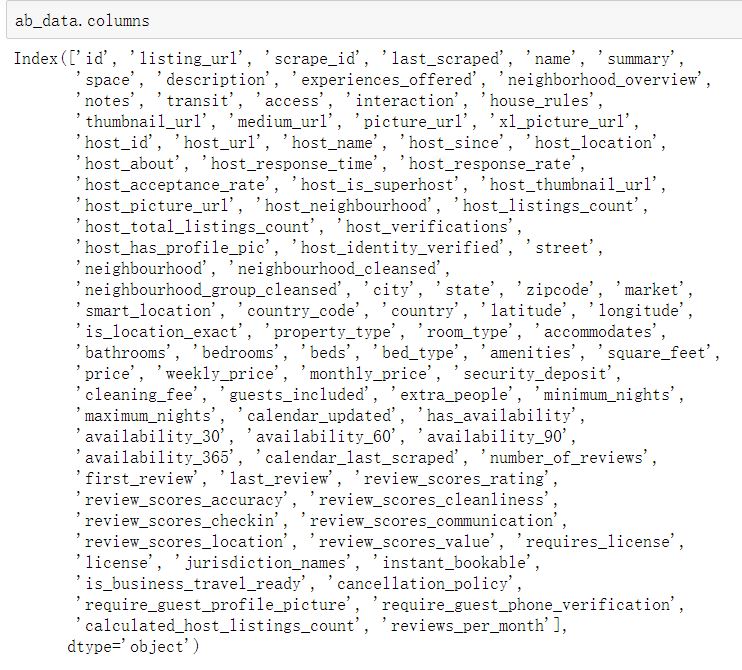 ab_data.columns
Index(['id', 'listing_url', 'scrape_id', 'last_scraped', 'name', 'summary',
'space', 'description', 'experiences_offered', 'neighborhood_overview',
'notes', 'transit', 'access', 'interaction', 'house_rules',
'thumbnail_url', 'medium_url', 'picture_url', 'xl_picture_url',
'host_id', 'host_url', 'host_name', 'host_since', 'host_location',
'host_about', 'host_response_time', 'host_response_rate',
'host_acceptance_rate', 'host_is_superhost', 'host_thumbnail_url',
'host_picture_url', 'host_neighbourhood', 'host_listings_count',
'host_total_listings_count', 'host_verifications',
'host_has_profile_pic', 'host_identity_verified', 'street',
'neighbourhood', 'neighbourhood_cleansed',
'neighbourhood_group_cleansed', 'city', 'state', 'zipcode', 'market',
'smart_location', 'country_code', 'country', 'latitude', 'longitude',
'is_location_exact', 'property_type', 'room_type', 'accommodates',
'bathrooms', 'bedrooms', 'beds', 'bed_type', 'amenities', 'square_feet',
'price', 'weekly_price', 'monthly_price', 'security_deposit',
'cleaning_fee', 'guests_included', 'extra_people', 'minimum_nights',
'maximum_nights', 'calendar_updated', 'has_availability',
'availability_30', 'availability_60', 'availability_90',
'availability_365', 'calendar_last_scraped', 'number_of_reviews',
'first_review', 'last_review', 'review_scores_rating',
'review_scores_accuracy', 'review_scores_cleanliness',
'review_scores_checkin', 'review_scores_communication',
'review_scores_location', 'review_scores_value', 'requires_license',
'license', 'jurisdiction_names', 'instant_bookable',
'is_business_travel_ready', 'cancellation_policy',
'require_guest_profile_picture', 'require_guest_phone_verification',
'calculated_host_listings_count', 'reviews_per_month'],
dtype='object')